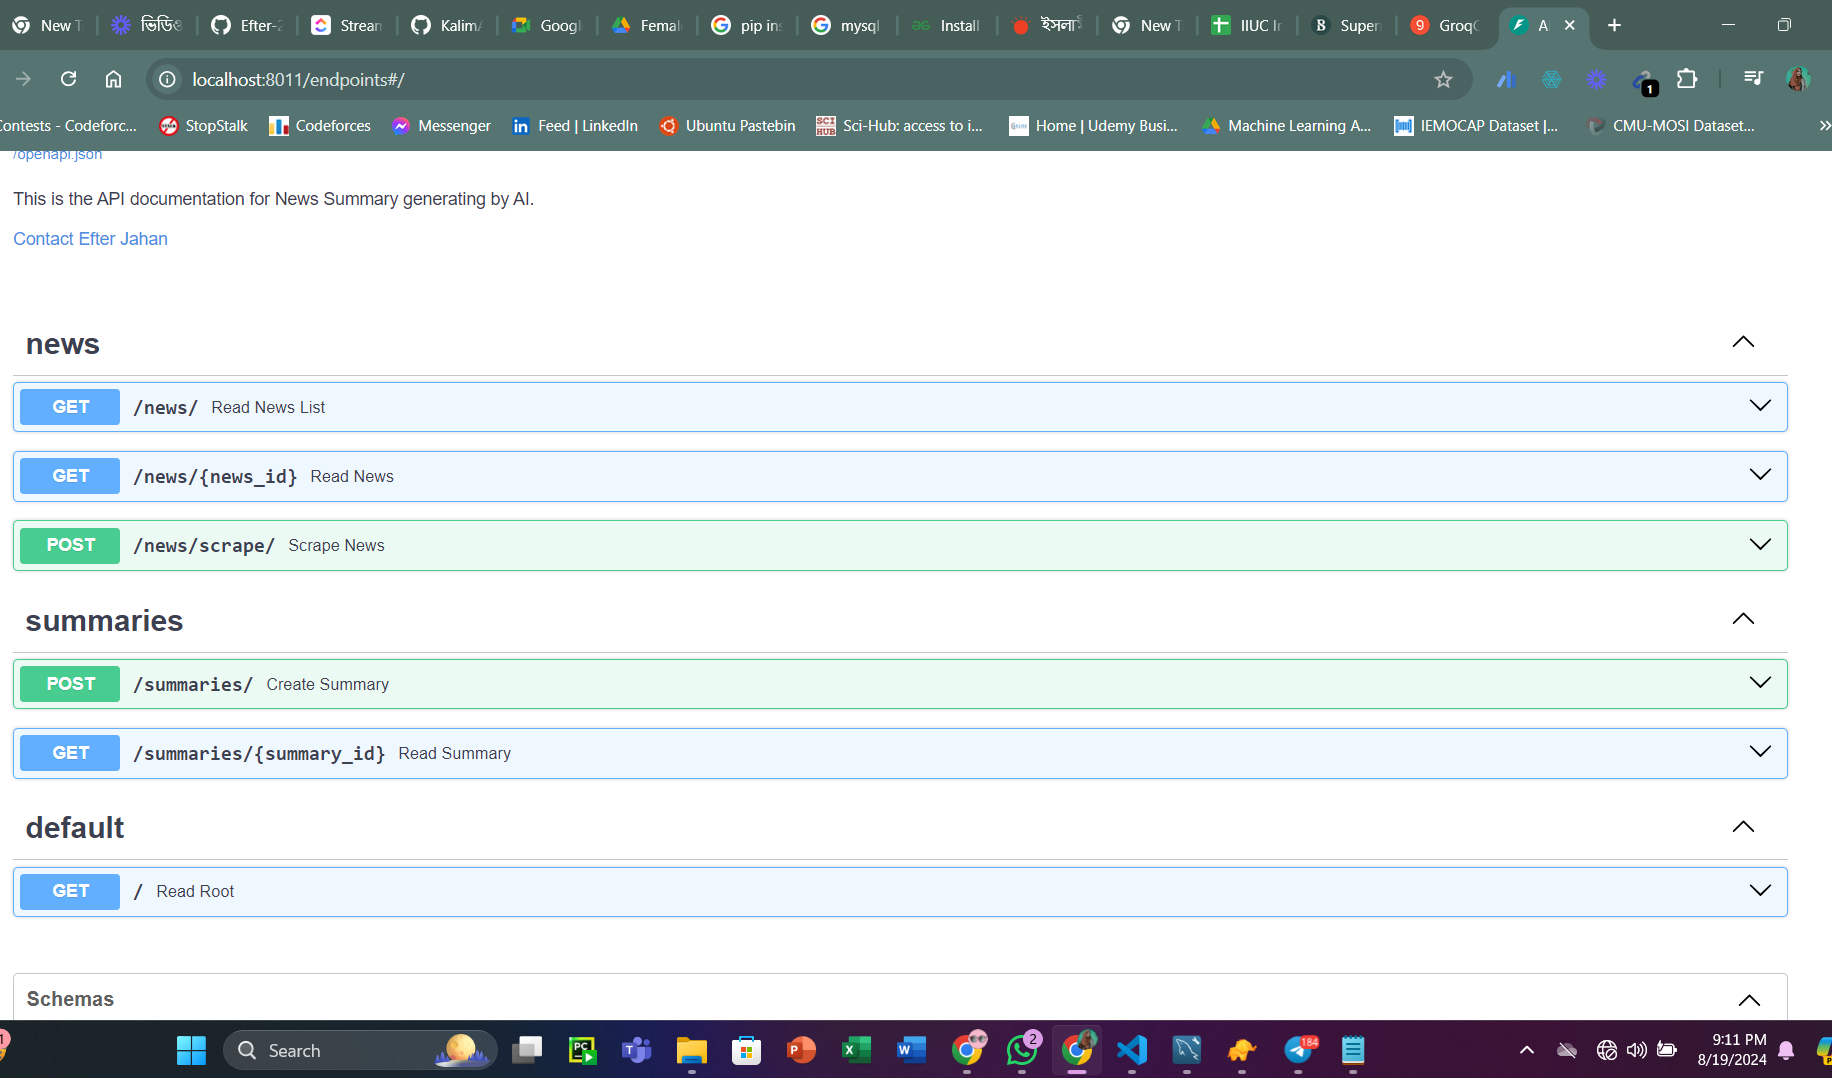 New T
ভিডিও
Efter-2
Stream
KalimA
Googl
Femal
pip ins
mysql
Install
ইসলামি
New T
IIUC In
Super
GroqC
A
localhost:8011/endpoints#/
1
Contests - Codeforc...
StopStalk
Codeforces
Messenger
Feed | LinkedIn
Ubuntu Pastebin
Sci-Hub: access to i...
Home | Udemy Busi...
Machine Learning A...
IEMOCAP Dataset |...
CMU-MOSI Dataset...
/openapi.json
This is the API documentation for News Summary generating by AI.
Contact Efter Jahan
news
GET /news/ Read News List
GET /news/{news_id} Read News
POST /news/scrape/ Scrape News
summaries
POST /summaries/ Create Summary
GET /summaries/{summary_id} Read Summary
default
GET / Read Root
Schemas
Search
2
184
9:11 PM
8/19/2024